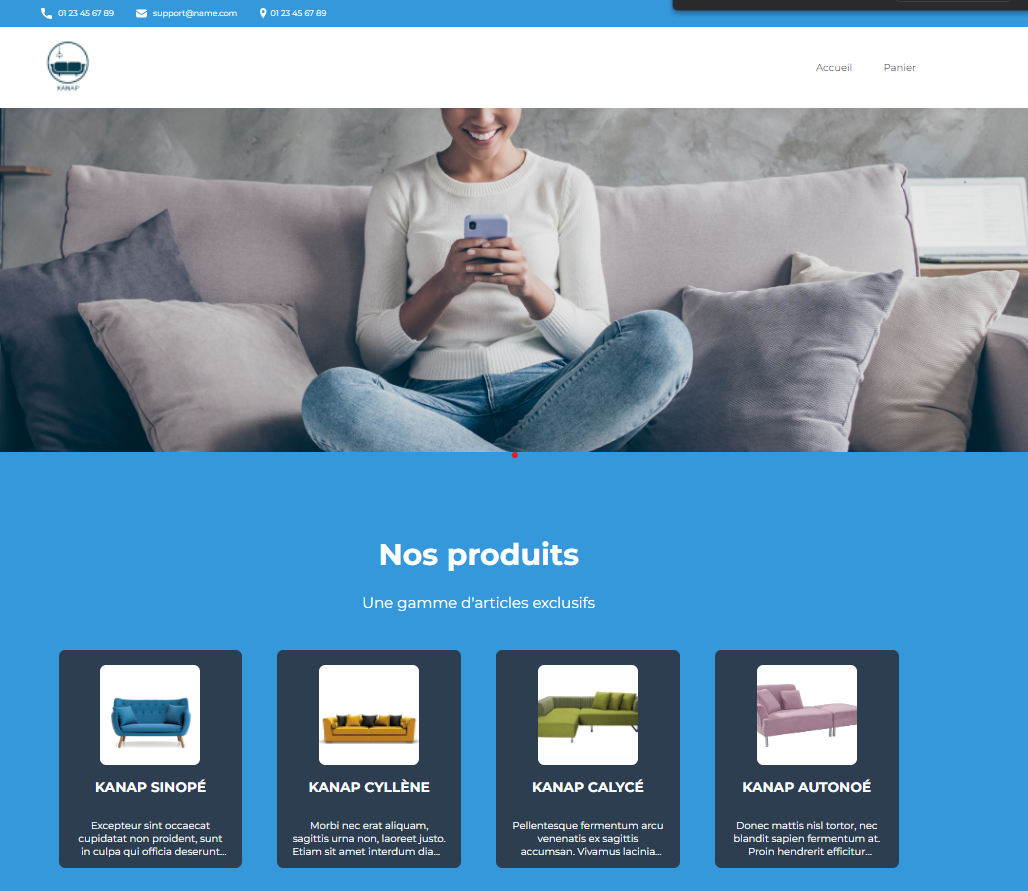 01 23 45 67 89 support@name.com 01 23 45 67 89
KANAP
Accueil Panier
Nos produits
Une gamme d'articles exclusifs
KANAP SINOPÉ
Excepteur sint occaecat
cupidatat non proident, sunt
in culpa qui officia deserunt...
KANAP CYLLÈNE
Morbi nec erat aliquam,
sagittis urna non, laoreet justo.
Etiam sit amet interdum dia...
KANAP CALYCÉ
Pellentesque fermentum arcu
venenatis ex sagittis
accumsan. Vivamus lacinia...
KANAP AUTONOÉ
Donec mattis nisl tortor, nec
blandit sapien fermentum at.
Proin hendrerit efficitur...